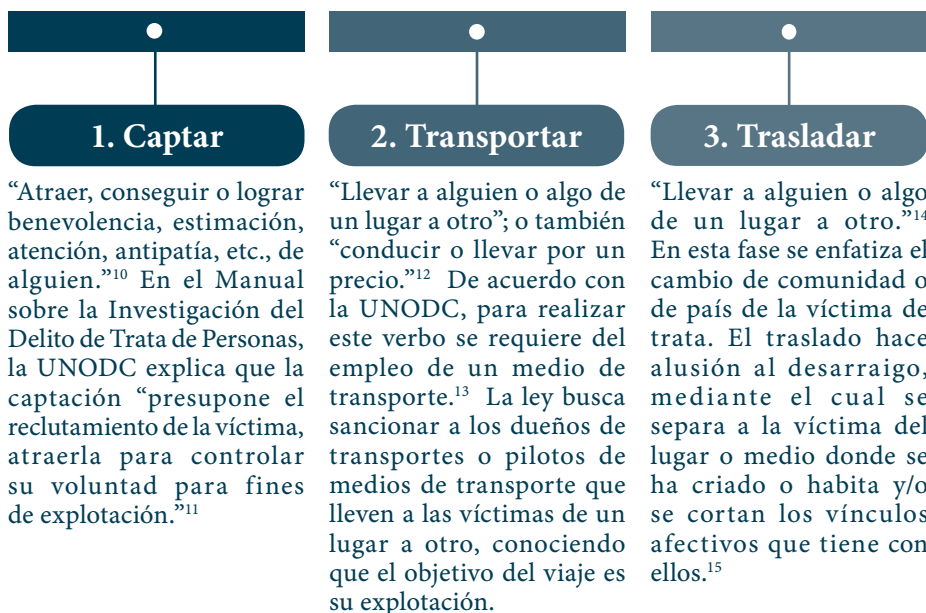 1. Captar
“Atraer, conseguir o lograr
benevolencia, estimación,
atención, antipatía, etc., de
alguien.”10 En el Manual
sobre la Investigación del
Delito de Trata de Personas,
la UNODC explica que la
captación “presupone el
reclutamiento de la víctima,
atraerla para controlar
su voluntad para fines
de explotación.”11
2. Transportar
“Llevar a alguien o algo de
un lugar a otro”; o también
“conducir o llevar por un
precio.”12 De acuerdo con
la UNODC, para realizar
este verbo se requiere del
empleo de un medio de
transporte.13 La ley busca
sancionar a los dueños de
transportes o pilotos de
medios de transporte que
lleven a las víctimas de un
lugar a otro, conociendo
que el objetivo del viaje es
su explotación.
3. Trasladar
“Llevar a alguien o algo
de un lugar a otro.”14
En esta fase se enfatiza el
cambio de comunidad o
de país de la víctima de
trata. El traslado hace
alusión al desarraigo,
mediante el cual se
separa a la víctima del
lugar o medio donde se
ha criado o habita y/o
se cortan los vínculos
afectivos que tiene con
ellos.15